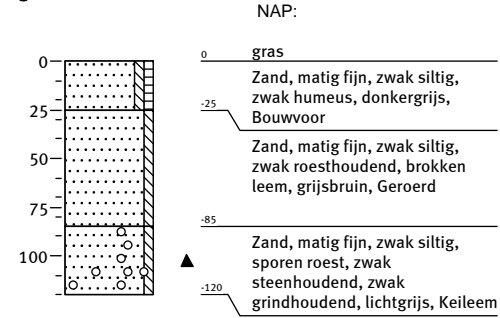 NAP:
0
25
50
75
100
0
gras
Zand, matig fijn, zwak siltig,
zwak humeus, donkergrijs,
Bouwvoor
-25
Zand, matig fijn, zwak siltig,
zwak roesthoudend, brokken
leem, grijsbruin, Geroerd
-85
Zand, matig fijn, zwak siltig,
sporen roest, zwak
steenhoudend, zwak
grindhoudend, lichtgrijs, Keileem
-120